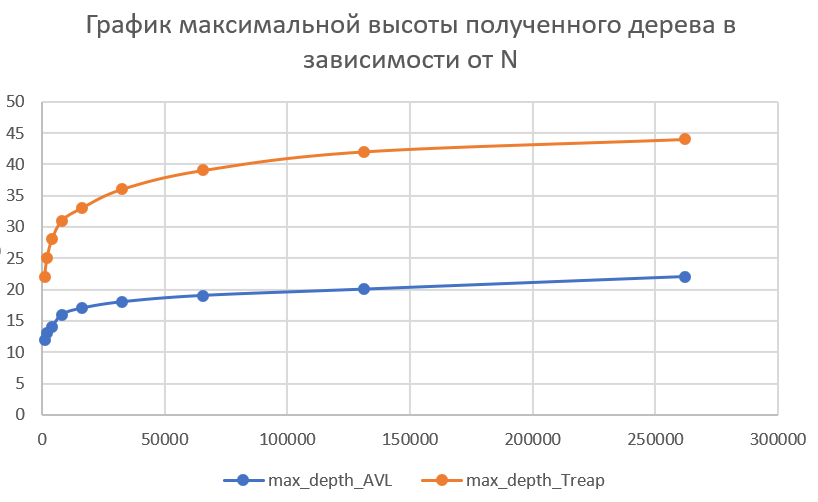 График максимальной высоты полученного дерева в
зависимости от N
50
45
40
35
30
25
20
15
10
5
0
0 50000 100000 150000 200000 250000 300000
max_depth_AVL max_depth_Treap